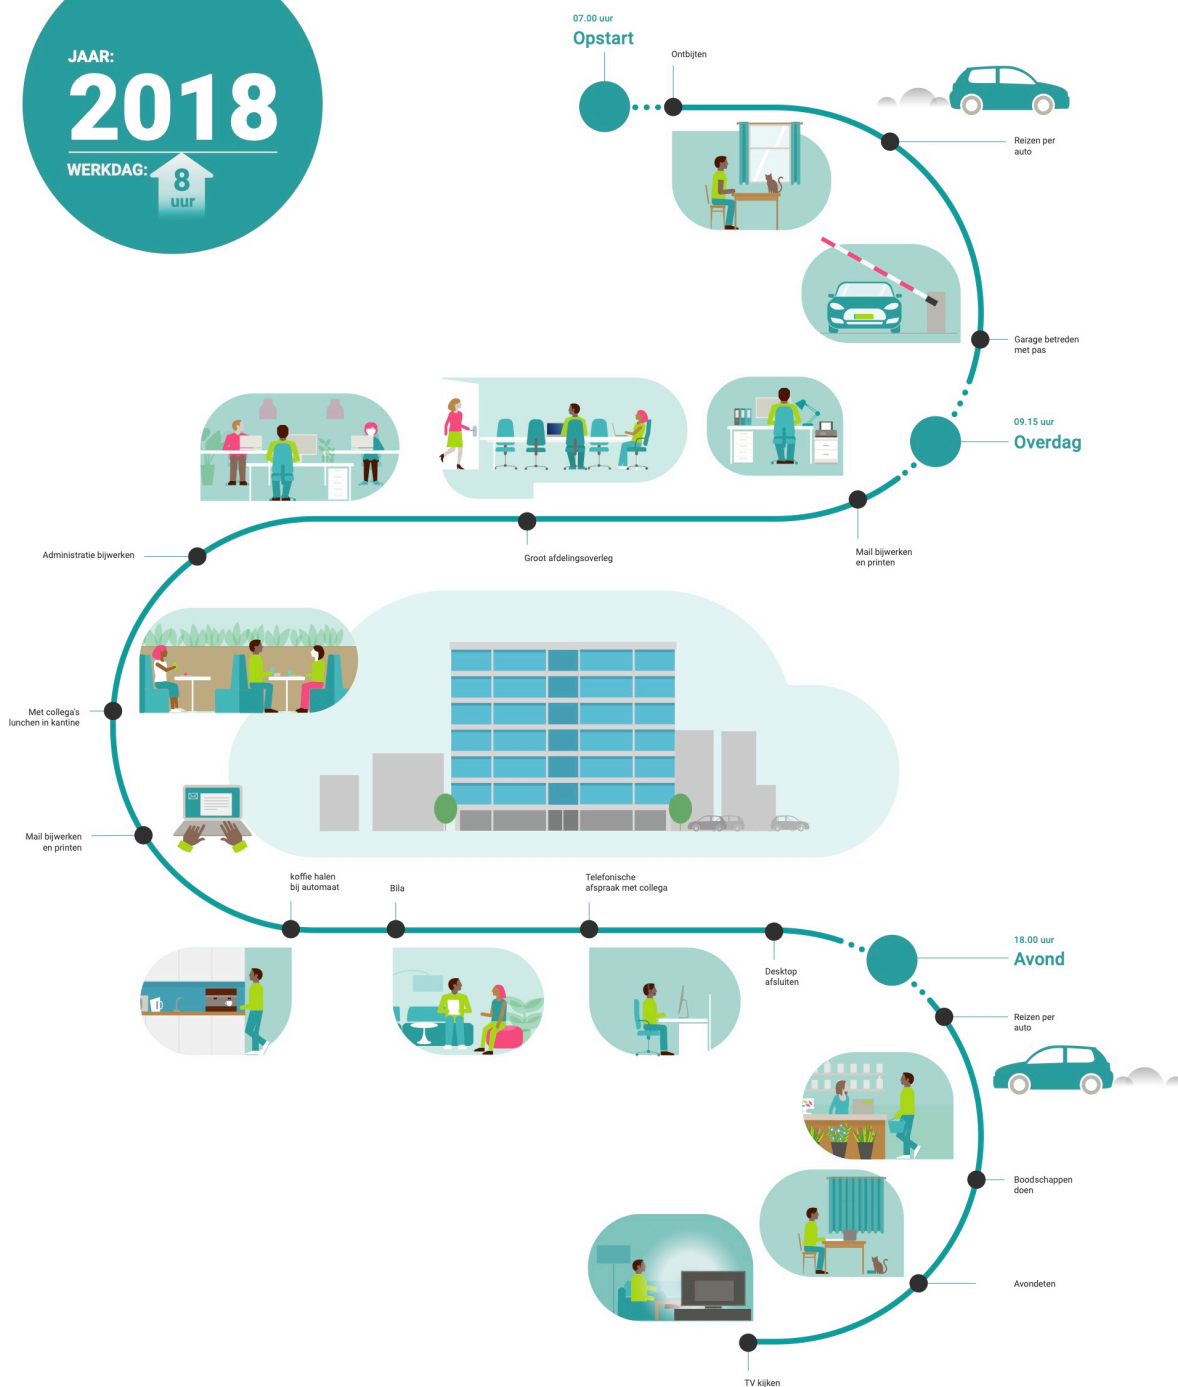 JAAR:
2018
WERKDAG:
8
uur
07.00 uur
Opstart
Ontbijten
Reizen per
auto
Garage betreden
met pas
09.15 uur
Overdag
Mail bijwerken
en printen
Groot afdelingsoverleg
Administratie bijwerken
Met collega's
lunchen in kantine
Mail bijwerken
en printen
koffie halen
bij automaat
Bila
Telefonische
afspraak met collega
Desktop
afsluiten
18.00 uur
Avond
Reizen per
auto
Boodschappen
doen
Avondeten
TV kijken